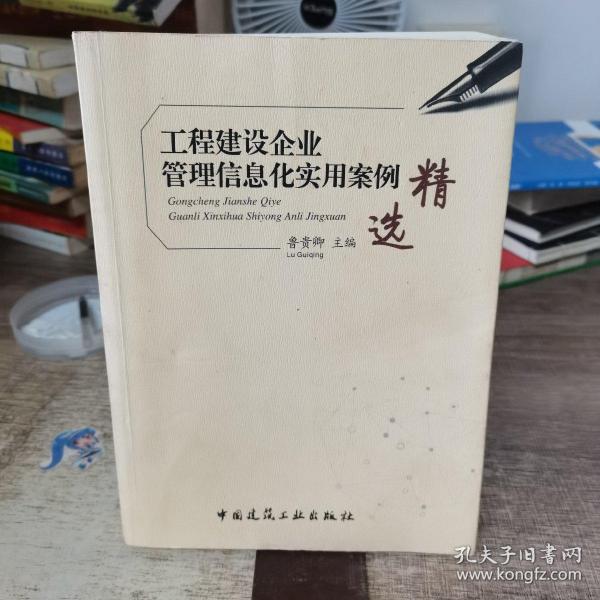 工程建设企业
管理信息化实用案例
精选
Gongcheng Jianshe Qiye
Guanli Xinxihua Shiyong Anli Jingxuan
鲁贵卿 主编
Lu Guiqing
中国建筑工业出版社
孔夫子旧书网
www.kongfz.com